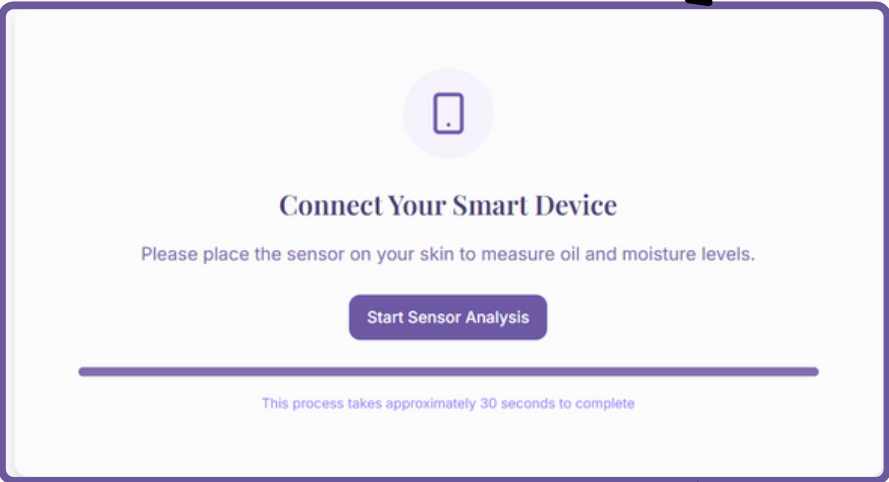 Connect Your Smart Device
Please place the sensor on your skin to measure oil and moisture levels.
Start Sensor Analysis
This process takes approximately 30 seconds to complete